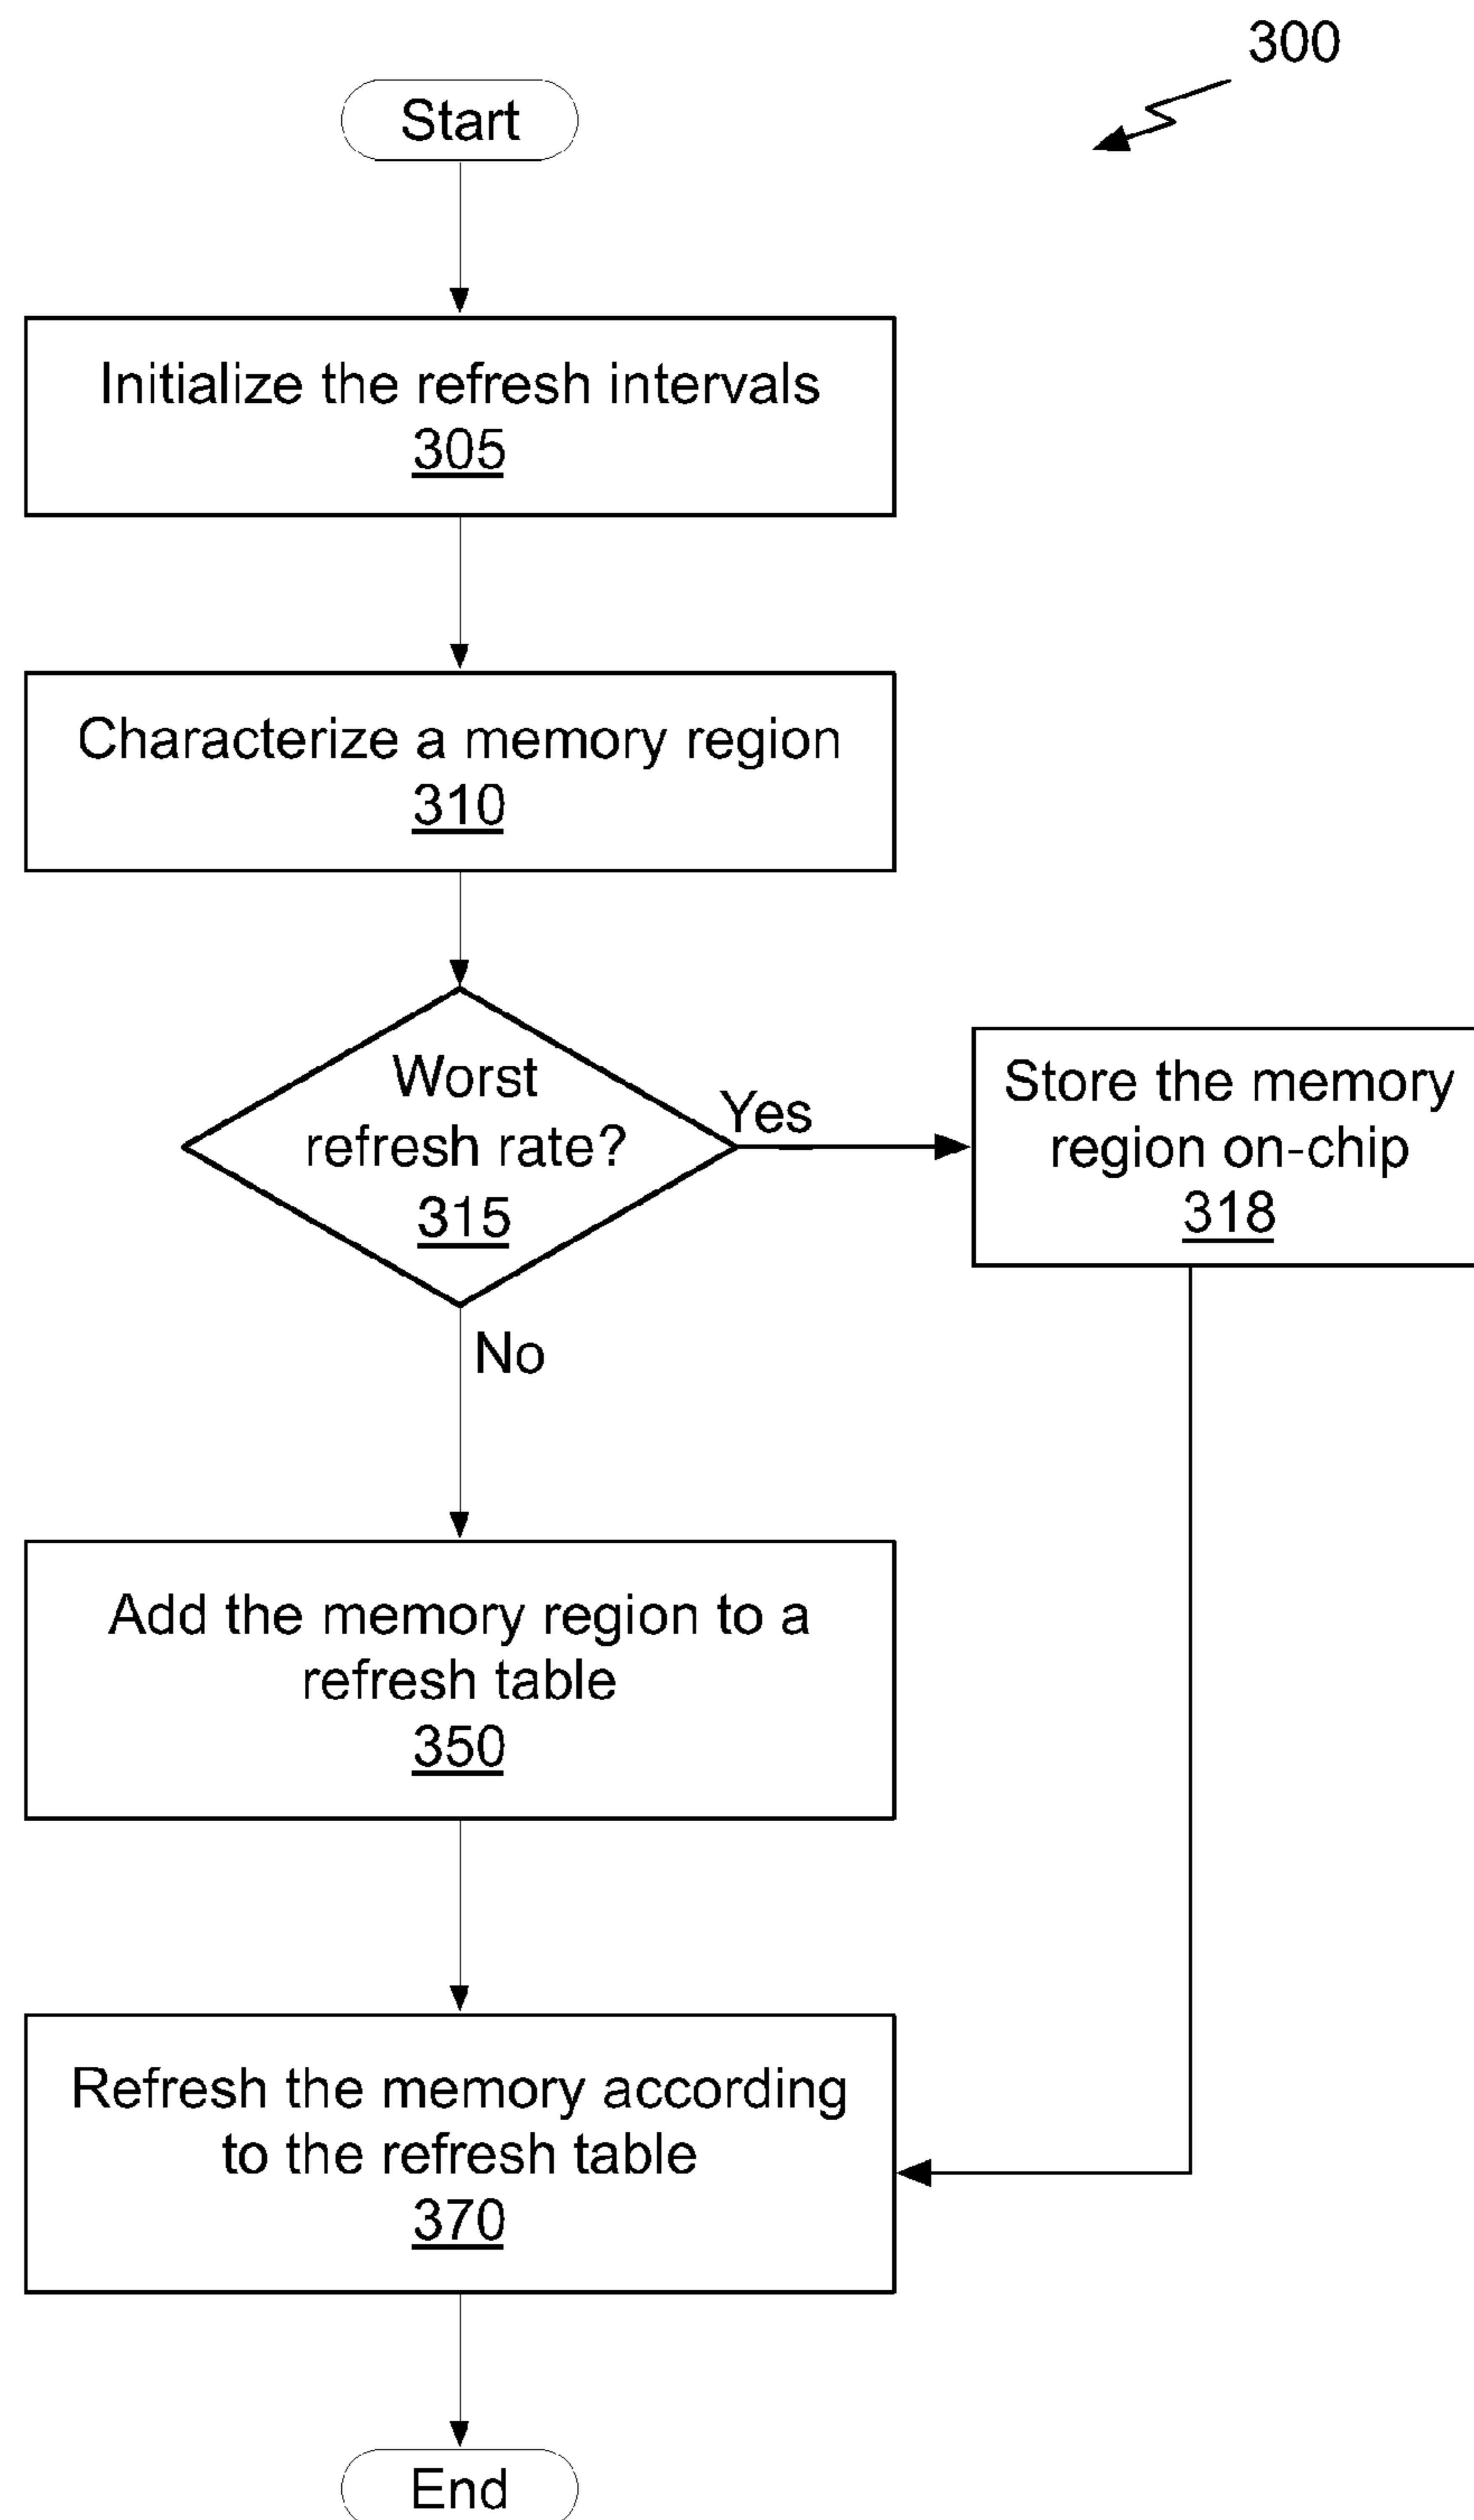 300
Start
Initialize the refresh intervals
305
Characterize a memory region
310
Worst
refresh rate?
315
Yes
Store the memory
region on-chip
318
No
Add the memory region to a
refresh table
350
Refresh the memory according
to the refresh table
370
End